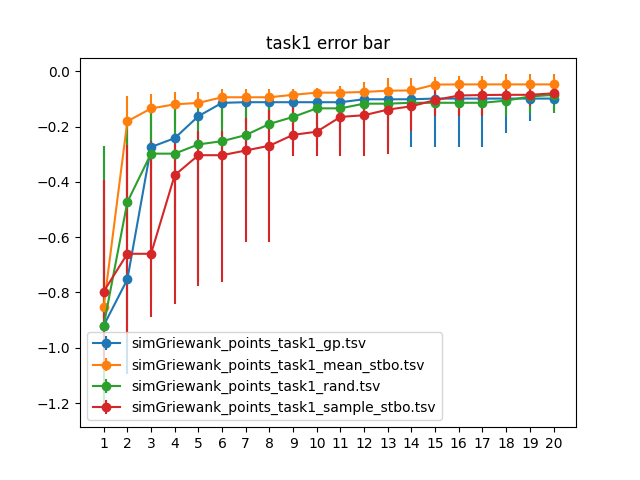 task1 error bar
0.0
−0.2
−0.4
−0.6
−0.8
−1.0
−1.2
simGriewank_points_task1_gp.tsv
simGriewank_points_task1_mean_stbo.tsv
simGriewank_points_task1_rand.tsv
simGriewank_points_task1_sample_stbo.tsv
1 2 3 4 5 6 7 8 9 10 11 12 13 14 15 16 17 18 19 20